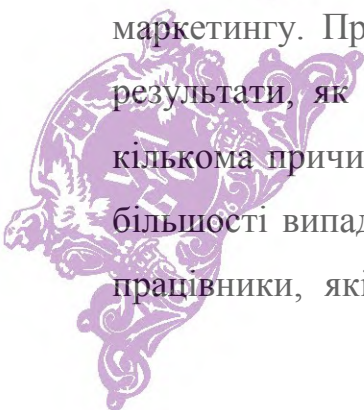 маркетингу. Пр
результати, як
кількома причи
більшості випад
працівники, які